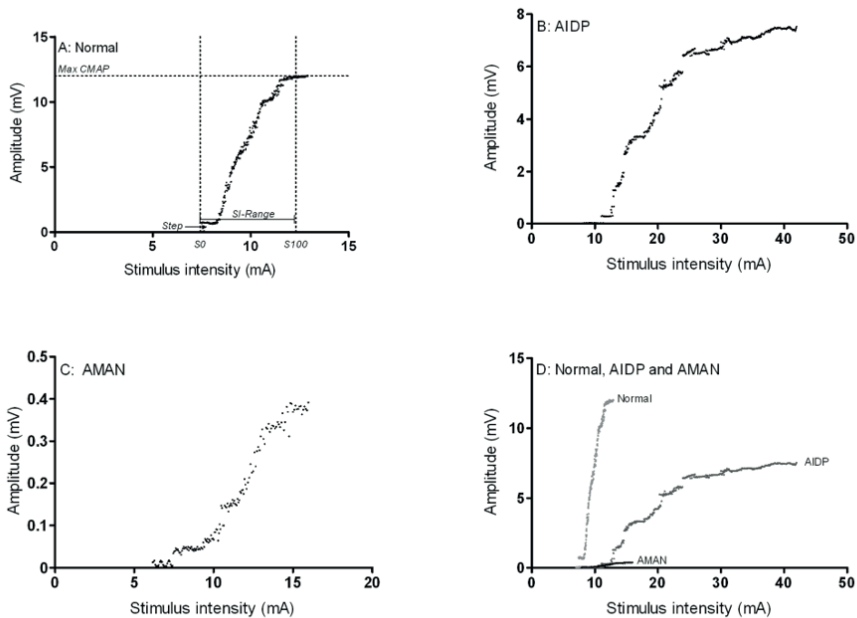 A: Normal
15
Max CMAP
10
5
0
Amplitude (mV)
SI-Range
Step
S0
S100
0
5
10
15
Stimulus intensity (mA)
B: AIDP
8
6
4
2
0
Amplitude (mV)
0
10
20
30
40
50
Stimulus intensity (mA)
C: AMAN
0.5
0.4
0.3
0.2
0.1
0
Amplitude (mV)
0
5
10
15
20
Stimulus intensity (mA)
D: Normal, AIDP and AMAN
15
10
5
0
Amplitude (mV)
Normal
AIDP
AMAN
0
10
20
30
40
50
Stimulus intensity (mA)